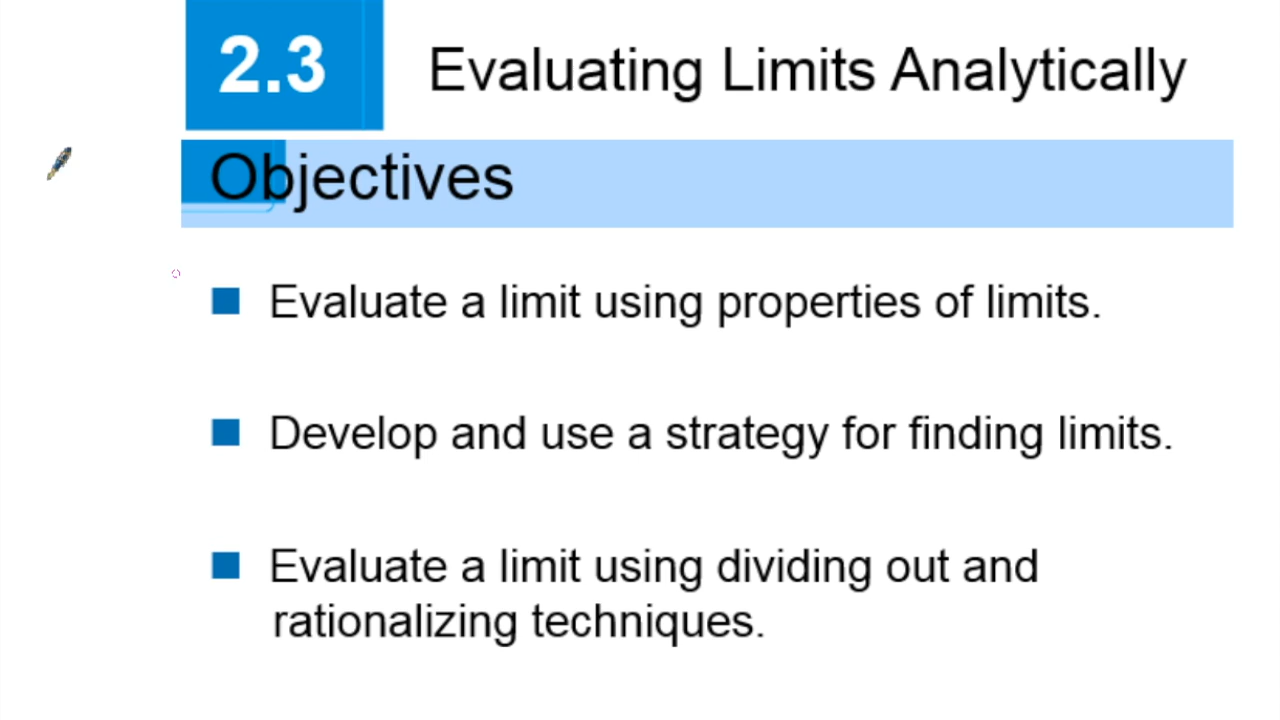 2.3 Evaluating Limits Analytically
Objectives
Evaluate a limit using properties of limits.
Develop and use a strategy for finding limits.
Evaluate a limit using dividing out and
rationalizing techniques.